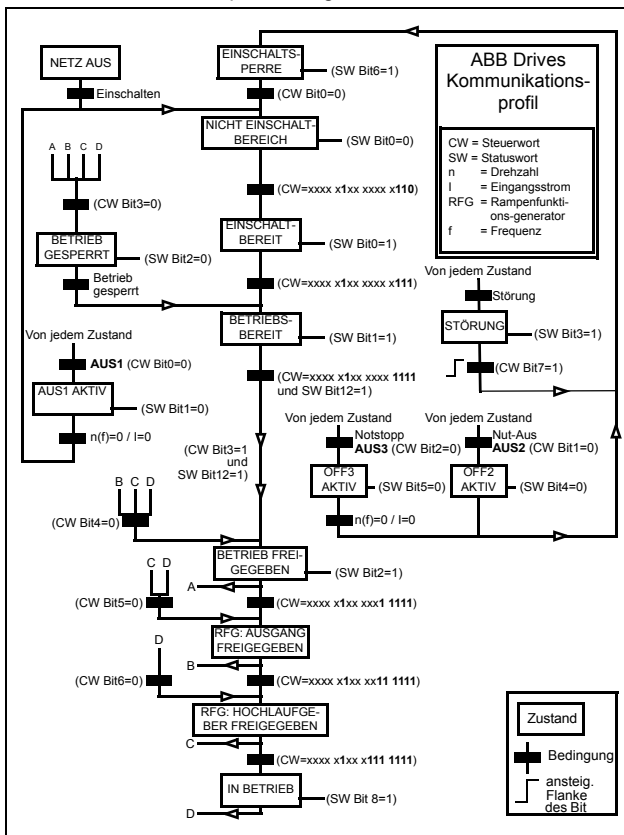 NETZ AUS
Einschalten
EINSCHALTS-
PERRE
(SW Bit6=1)
(CW Bit0=0)
NICHT EINSCHALT-
BEREICH
(SW Bit0=0)
A B C D
(CW Bit3=0)
(CW=xxxx x1xx xxxx x110)
BETRIEB
GESPERRT
(SW Bit2=0)
Betrieb
gesperrt
EINSCHALT-
BEREIT
(SW Bit0=1)
(CW=xxxx x1xx xxxx x111)
BETRIEBS-
BEREIT
(SW Bit1=1)
(CW=xxxx x1xx xxxx 1111
und SW Bit12=1)
ABB Drives
Kommunikations-
profil
CW = Steuerwort
SW = Statuswort
n = Drehzahl
I = Eingangsstrom
RFG = Rampenfunkti-
ons-generator
f = Frequenz
Von jedem Zustand
Störung
STÖRUNG
(SW Bit3=1)
(CW Bit7=1)
Von jedem Zustand
AUS1 (CW Bit0=0)
AUS1 AKTIV
(SW Bit1=0)
n(f)=0 / I=0
(CW Bit3=1
und
SW Bit12=1)
Von jedem Zustand
Notstopp
AUS3 (CW Bit2=0)
OFF3
AKTIV
(SW Bit5=0)
n(f)=0 / I=0
Von jedem Zustand
Nut-Aus
AUS2 (CW Bit1=0)
OFF2
AKTIV
(SW Bit4=0)
B C D
(CW Bit4=0)
BETRIEB FREI-
GEGEBEN
(SW Bit2=1)
A
C D
(CW Bit5=0)
(CW=xxxx x1xx xxx1 1111)
RFG: AUSGANG
FREIGEGEBEN
B
D
(CW Bit6=0)
(CW=xxxx x1xx xx11 1111)
RFG: HOCHLAUFGE-
BER FREIGEGEBEN
C
(CW=xxxx x1xx x111 1111)
IN BETRIEB
(SW Bit 8=1)
D
Zustand
Bedingung
ansteig.
Flanke
des Bit